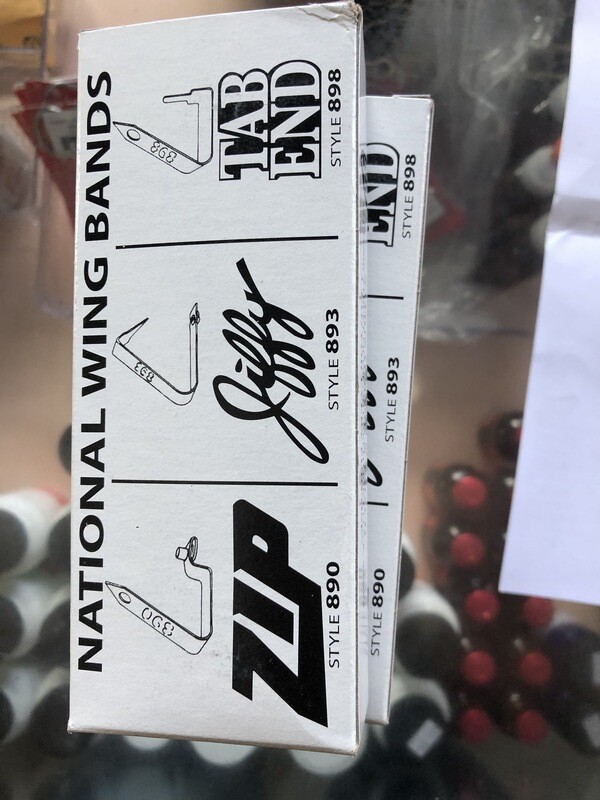 NATIONAL WING BANDS
890
ZIP
STYLE 890
893
Jiffy
STYLE 893
898
TAB
END
STYLE 898
STYLE 890
STYLE 893
END
STYLE 898